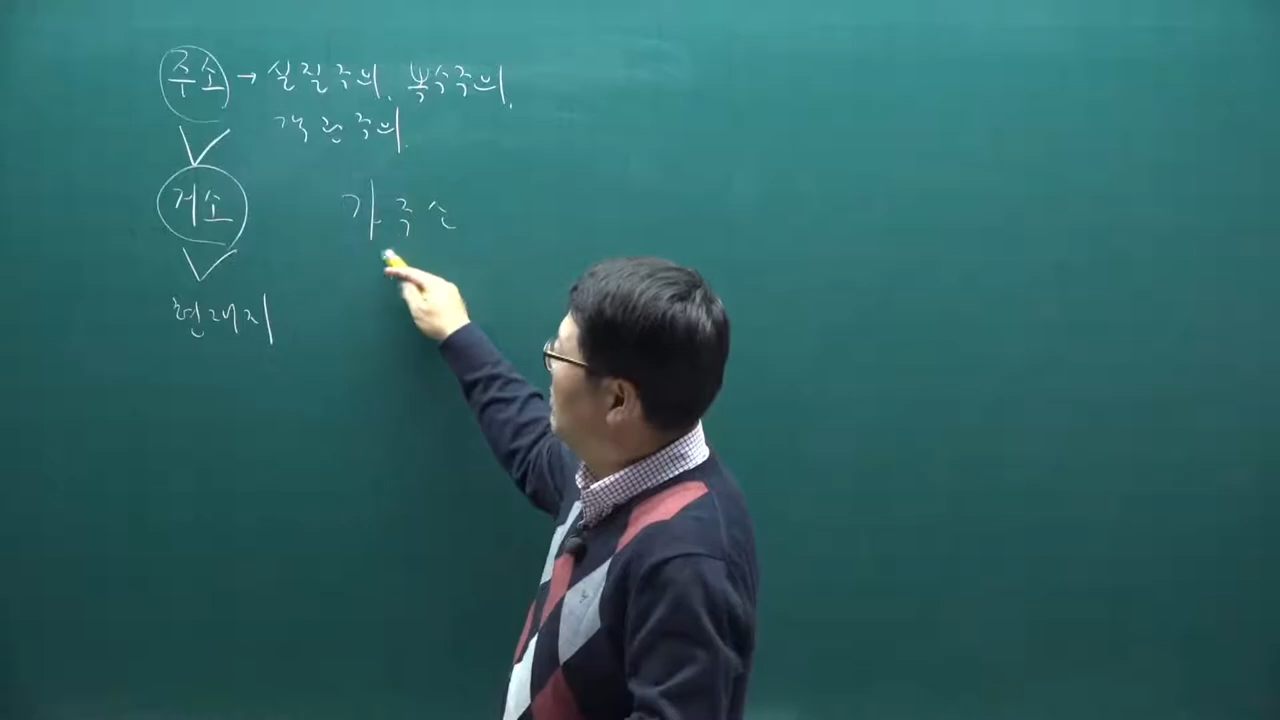 주소 → 실질주의, 복수주의,
객관주의.
거소
가주소
현재지